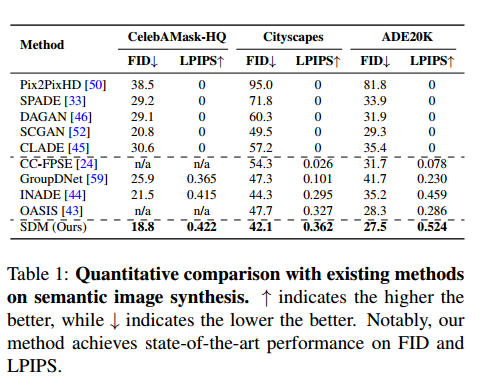 Method CelebAMask-HQ Cityscapes ADE20K
FID↓ LPIPS↑ FID↓ LPIPS↑ FID↓ LPIPS↑
Pix2PixHD [50] 38.5 0 95.0 0 81.8 0
SPADE [33] 29.2 0 71.8 0 33.9 0
DAGAN [46] 29.1 0 60.3 0 31.9 0
SCGAN [52] 20.8 0 49.5 0 29.3 0
CLADE [45] 30.6 0 57.2 0 35.4 0
CC-FPSE [24] n/a n/a 54.3 0.026 31.7 0.078
GroupDNet [59] 25.9 0.365 47.3 0.101 41.7 0.230
INADE [44] 21.5 0.415 44.3 0.295 35.2 0.459
OASIS [43] n/a n/a 47.7 0.327 28.3 0.286
SDM (Ours) 18.8 0.422 42.1 0.362 27.5 0.524
Table 1: Quantitative comparison with existing methods
on semantic image synthesis. ↑ indicates the higher the
better, while ↓ indicates the lower the better. Notably, our
method achieves state-of-the-art performance on FID and
LPIPS.